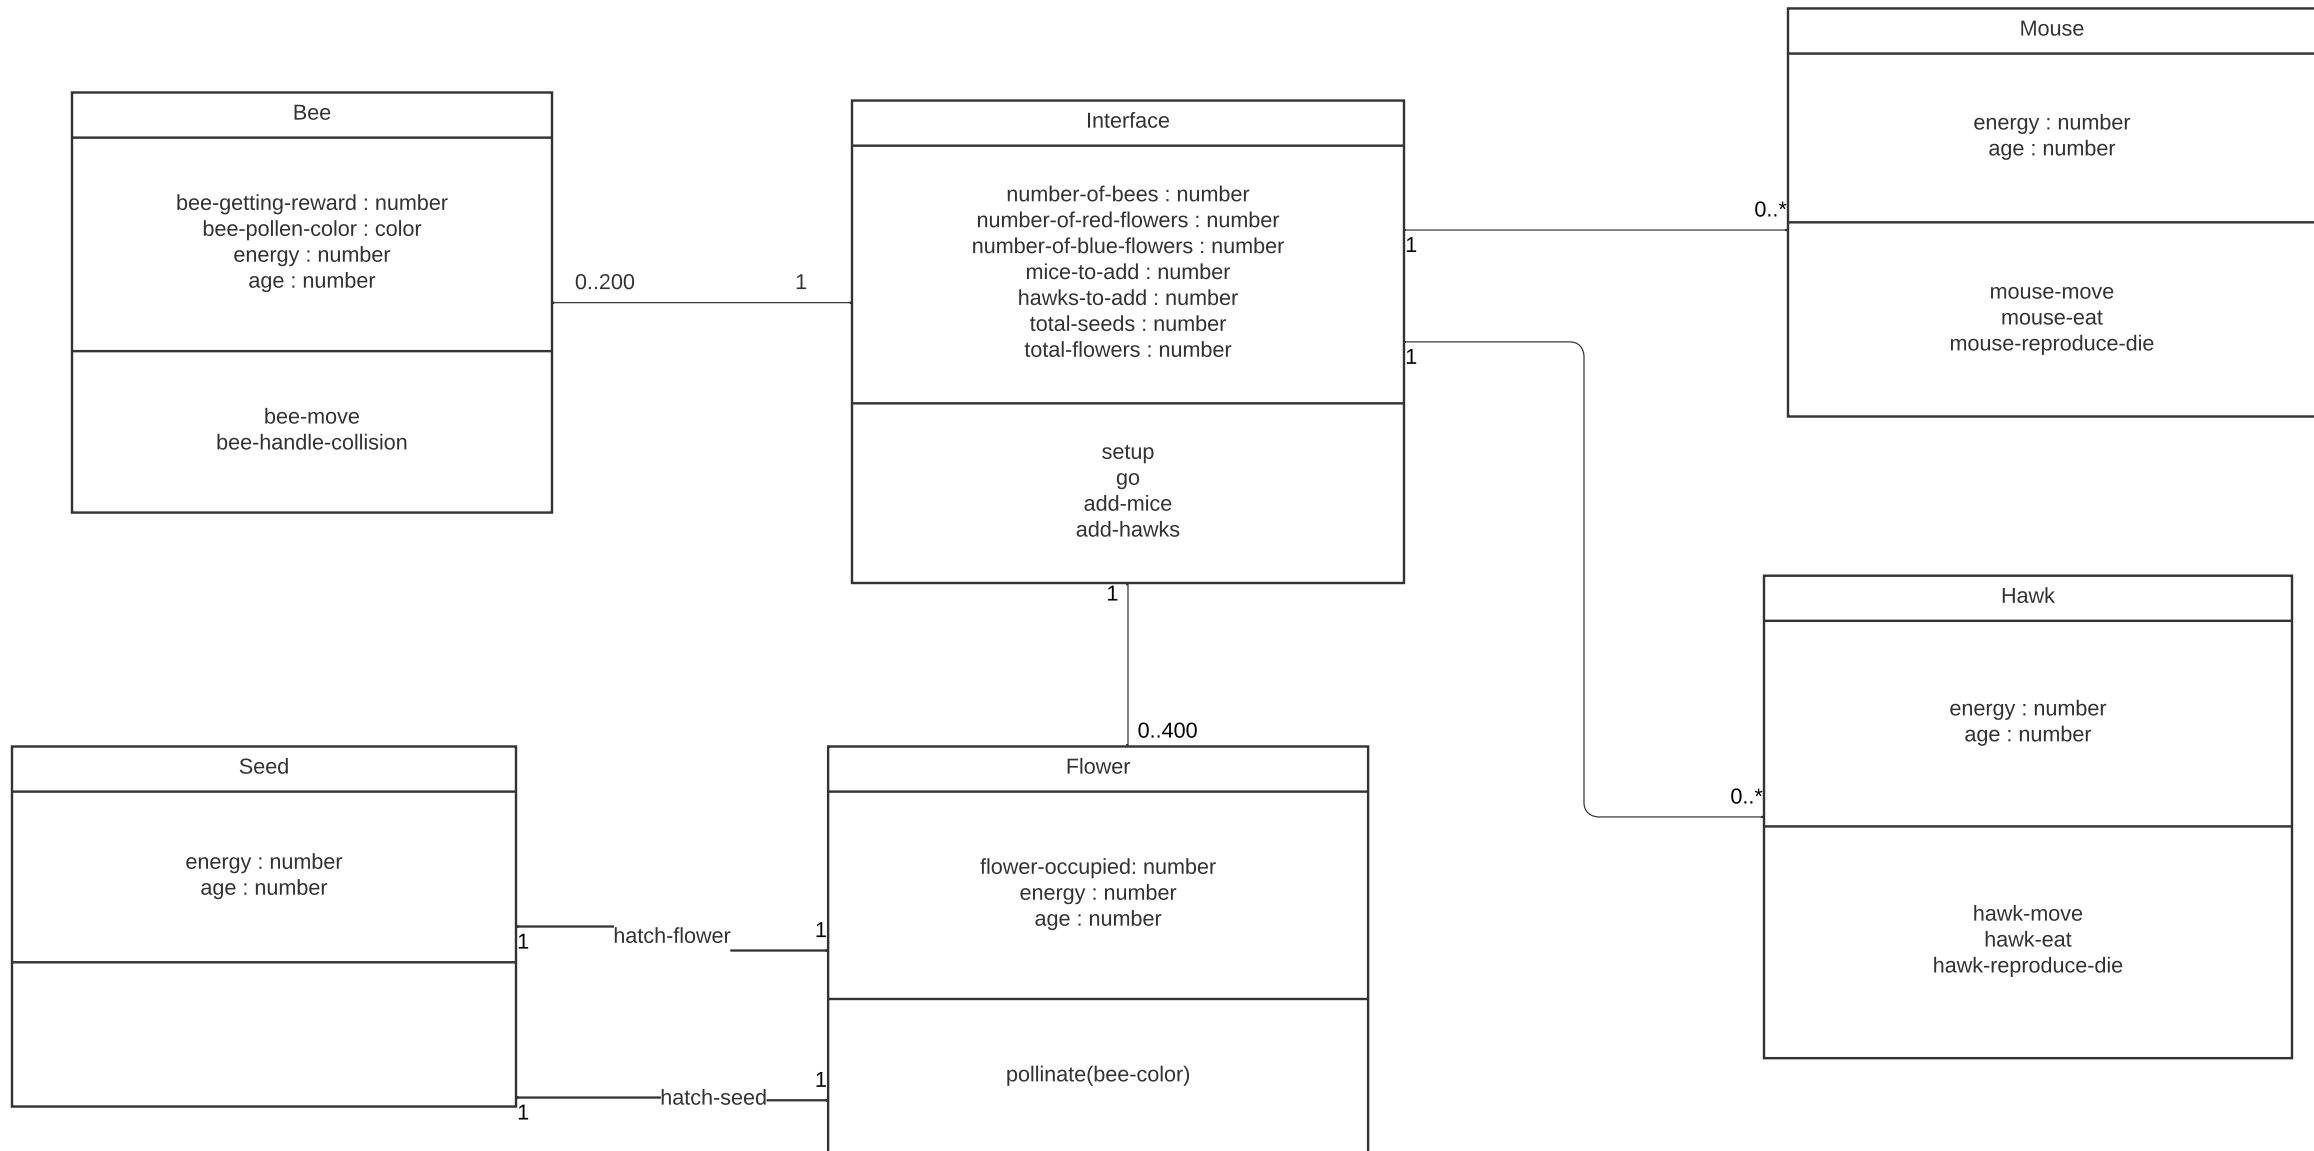 Mouse
energy : number
age : number
0..*
mouse-move
mouse-eat
mouse-reproduce-die
Bee
bee-getting-reward : number
bee-pollen-color : color
energy : number
age : number
bee-move
bee-handle-collision
0..200
1
Interface
number-of-bees : number
number-of-red-flowers : number
number-of-blue-flowers : number
mice-to-add : number
hawks-to-add : number
total-seeds : number
total-flowers : number
setup
go
add-mice
add-hawks
1
1
1
0..400
Hawk
energy : number
age : number
0..*
hawk-move
hawk-eat
hawk-reproduce-die
Seed
energy : number
age : number
1
hatch-flower
1
1
hatch-seed
1
Flower
flower-occupied: number
energy : number
age : number
pollinate(bee-color)